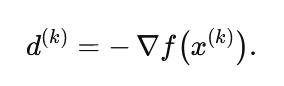 d^{(k)} = − ∇f(x^{(k)}).